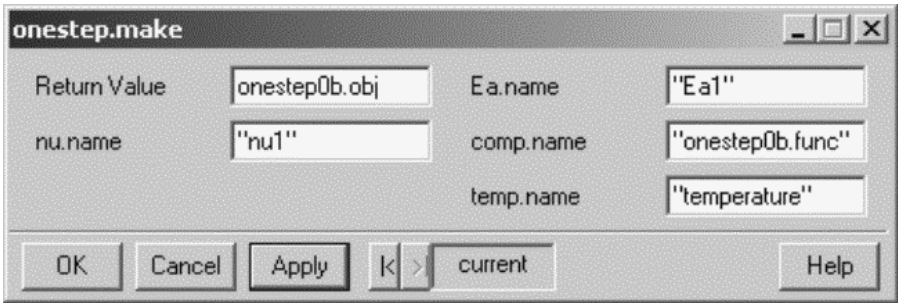 onestep.make
Return Value onestep0b.obj Ea.name "Ea1"
nu.name "nu1" comp.name "onestep0b.func"
temp.name "temperature"
OK Cancel Apply current Help